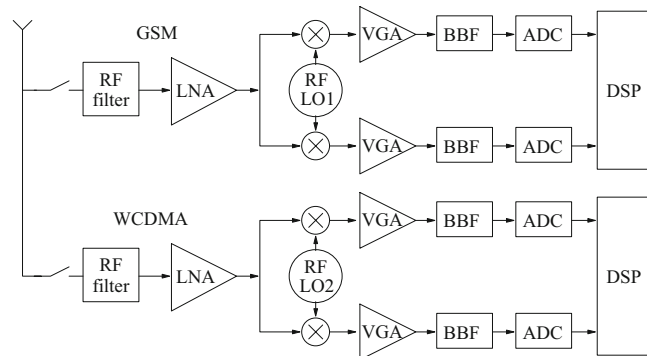 GSM
RF
filter
LNA
RF
LO1
VGA
BBF
ADC
VGA
BBF
ADC
DSP
WCDMA
RF
filter
LNA
RF
LO2
VGA
BBF
ADC
VGA
BBF
ADC
DSP